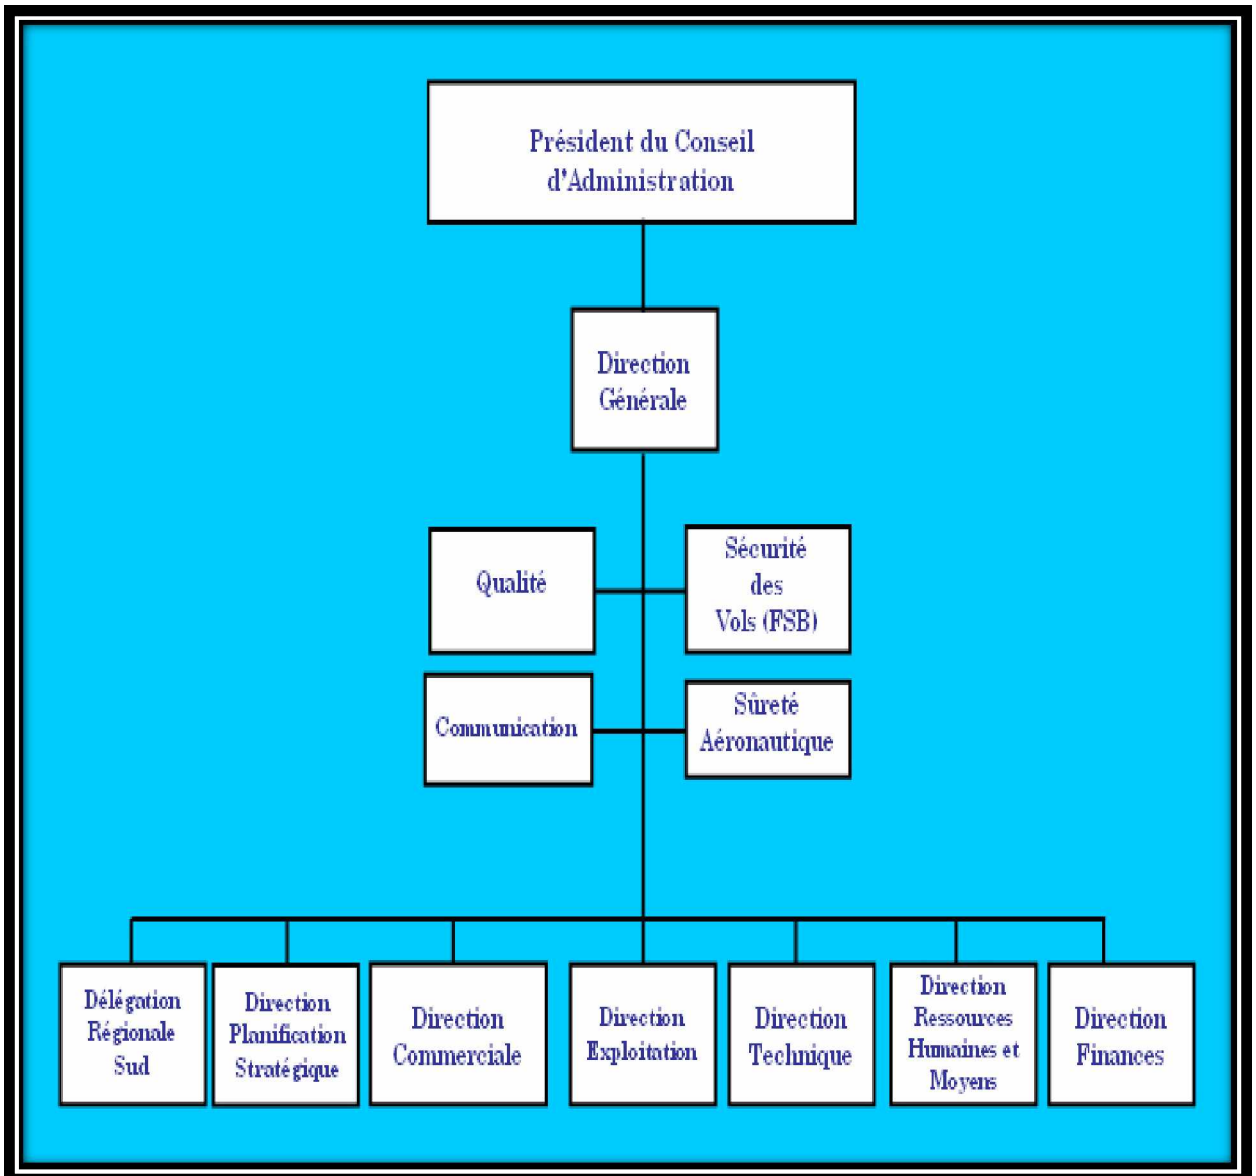 Président du Conseil
d'Administration
Direction
Générale
Qualité
Sécurité
des
Vols (FSB)
Communication
Sûreté
Aéronautique
Délégation
Régionale
Sud
Direction
Planification
Stratégique
Direction
Commerciale
Direction
Exploitation
Direction
Technique
Direction
Ressources
Humaines et
Moyens
Direction
Finances